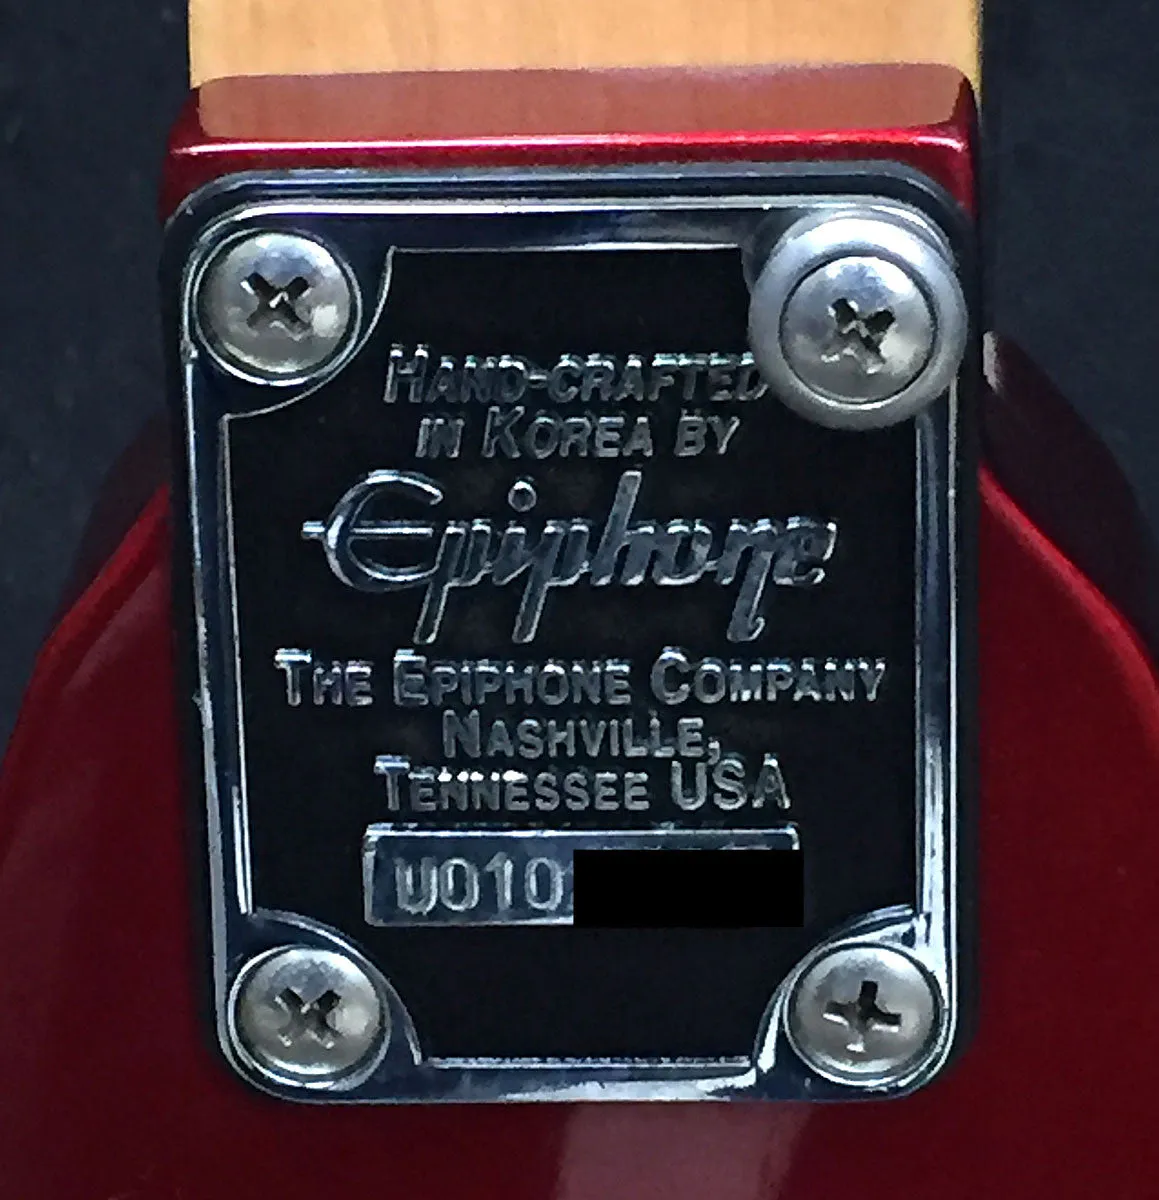 HAND-CRAFTED
IN KOREA BY
Epiphone
THE EPIPHONE COMPANY
NASHVILLE,
TENNESSEE USA
U010